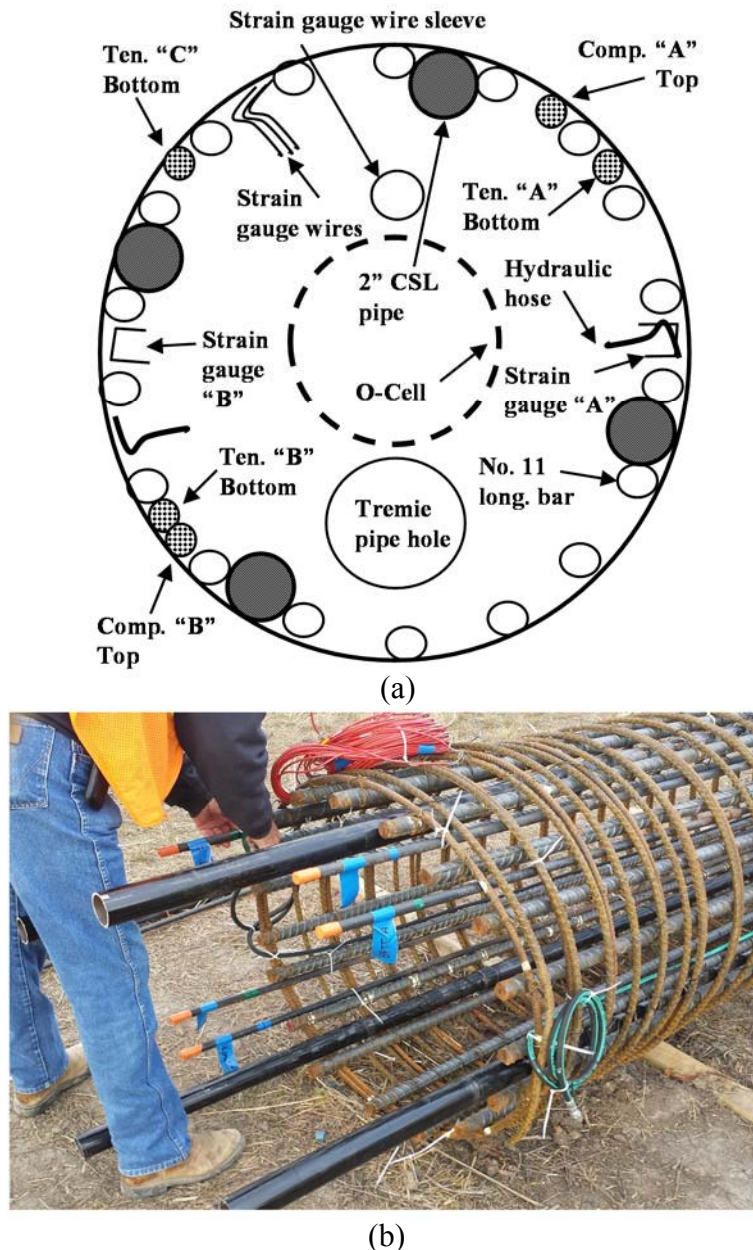 Strain gauge wire sleeve
Ten. “C”
Bottom
Comp. “A”
Top
Strain
gauge wires
Ten. “A”
Bottom
2” CSL
pipe
Hydraulic
hose
Strain
gauge
“B”
O-Cell
Strain
gauge “A”
Ten. “B”
Bottom
No. 11
long. bar
Tremie
pipe hole
Comp. “B”
Top
(a)
(b)